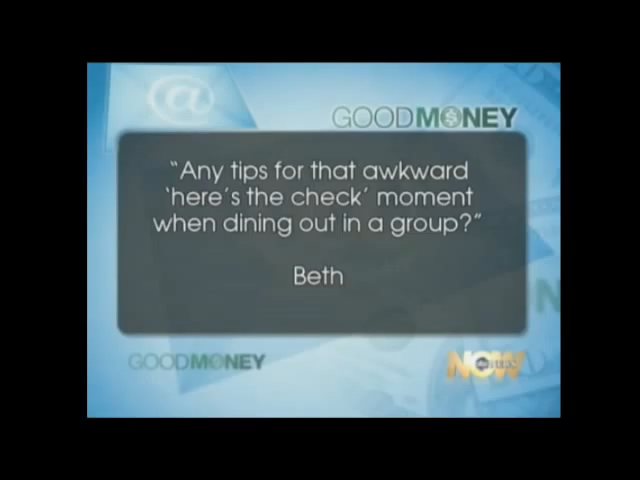 @
GOODMONEY
“Any tips for that awkward
‘here’s the check’ moment
when dining out in a group?”
Beth
GOODMONEY
NOW